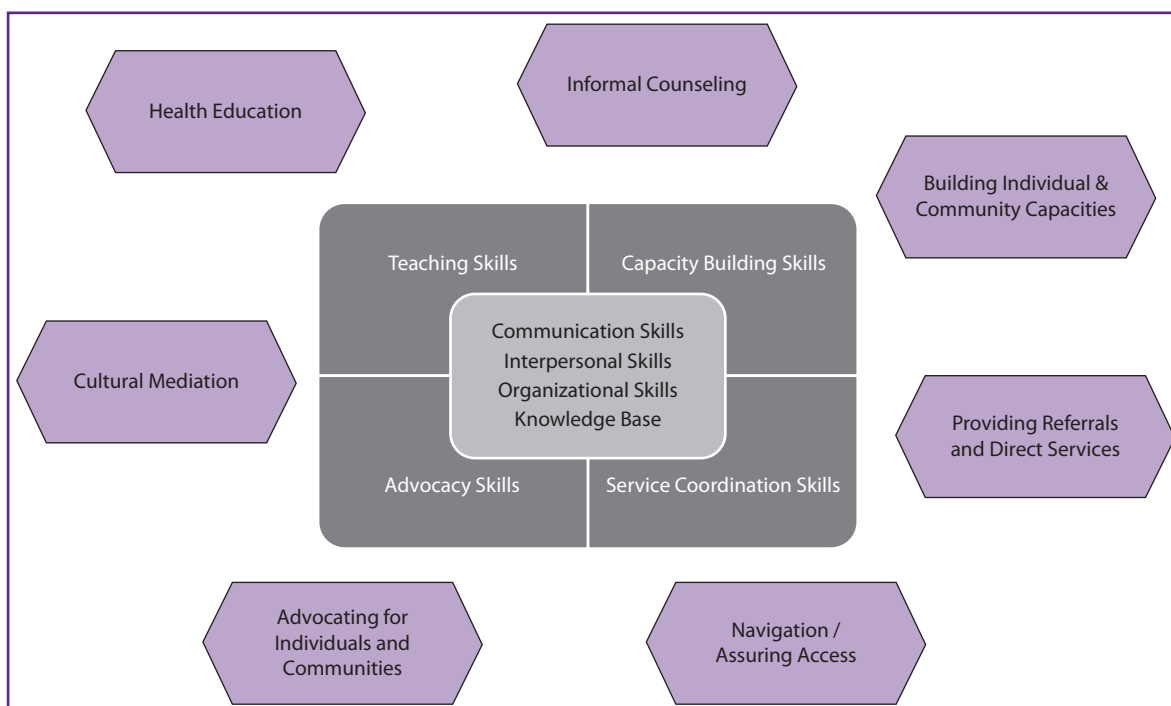 Health Education
Informal Counseling
Building Individual &
Community Capacities
Teaching Skills
Capacity Building Skills
Communication Skills
Interpersonal Skills
Organizational Skills
Knowledge Base
Cultural Mediation
Providing Referrals
and Direct Services
Advocacy Skills
Service Coordination Skills
Advocating for
Individuals and
Communities
Navigation /
Assuring Access